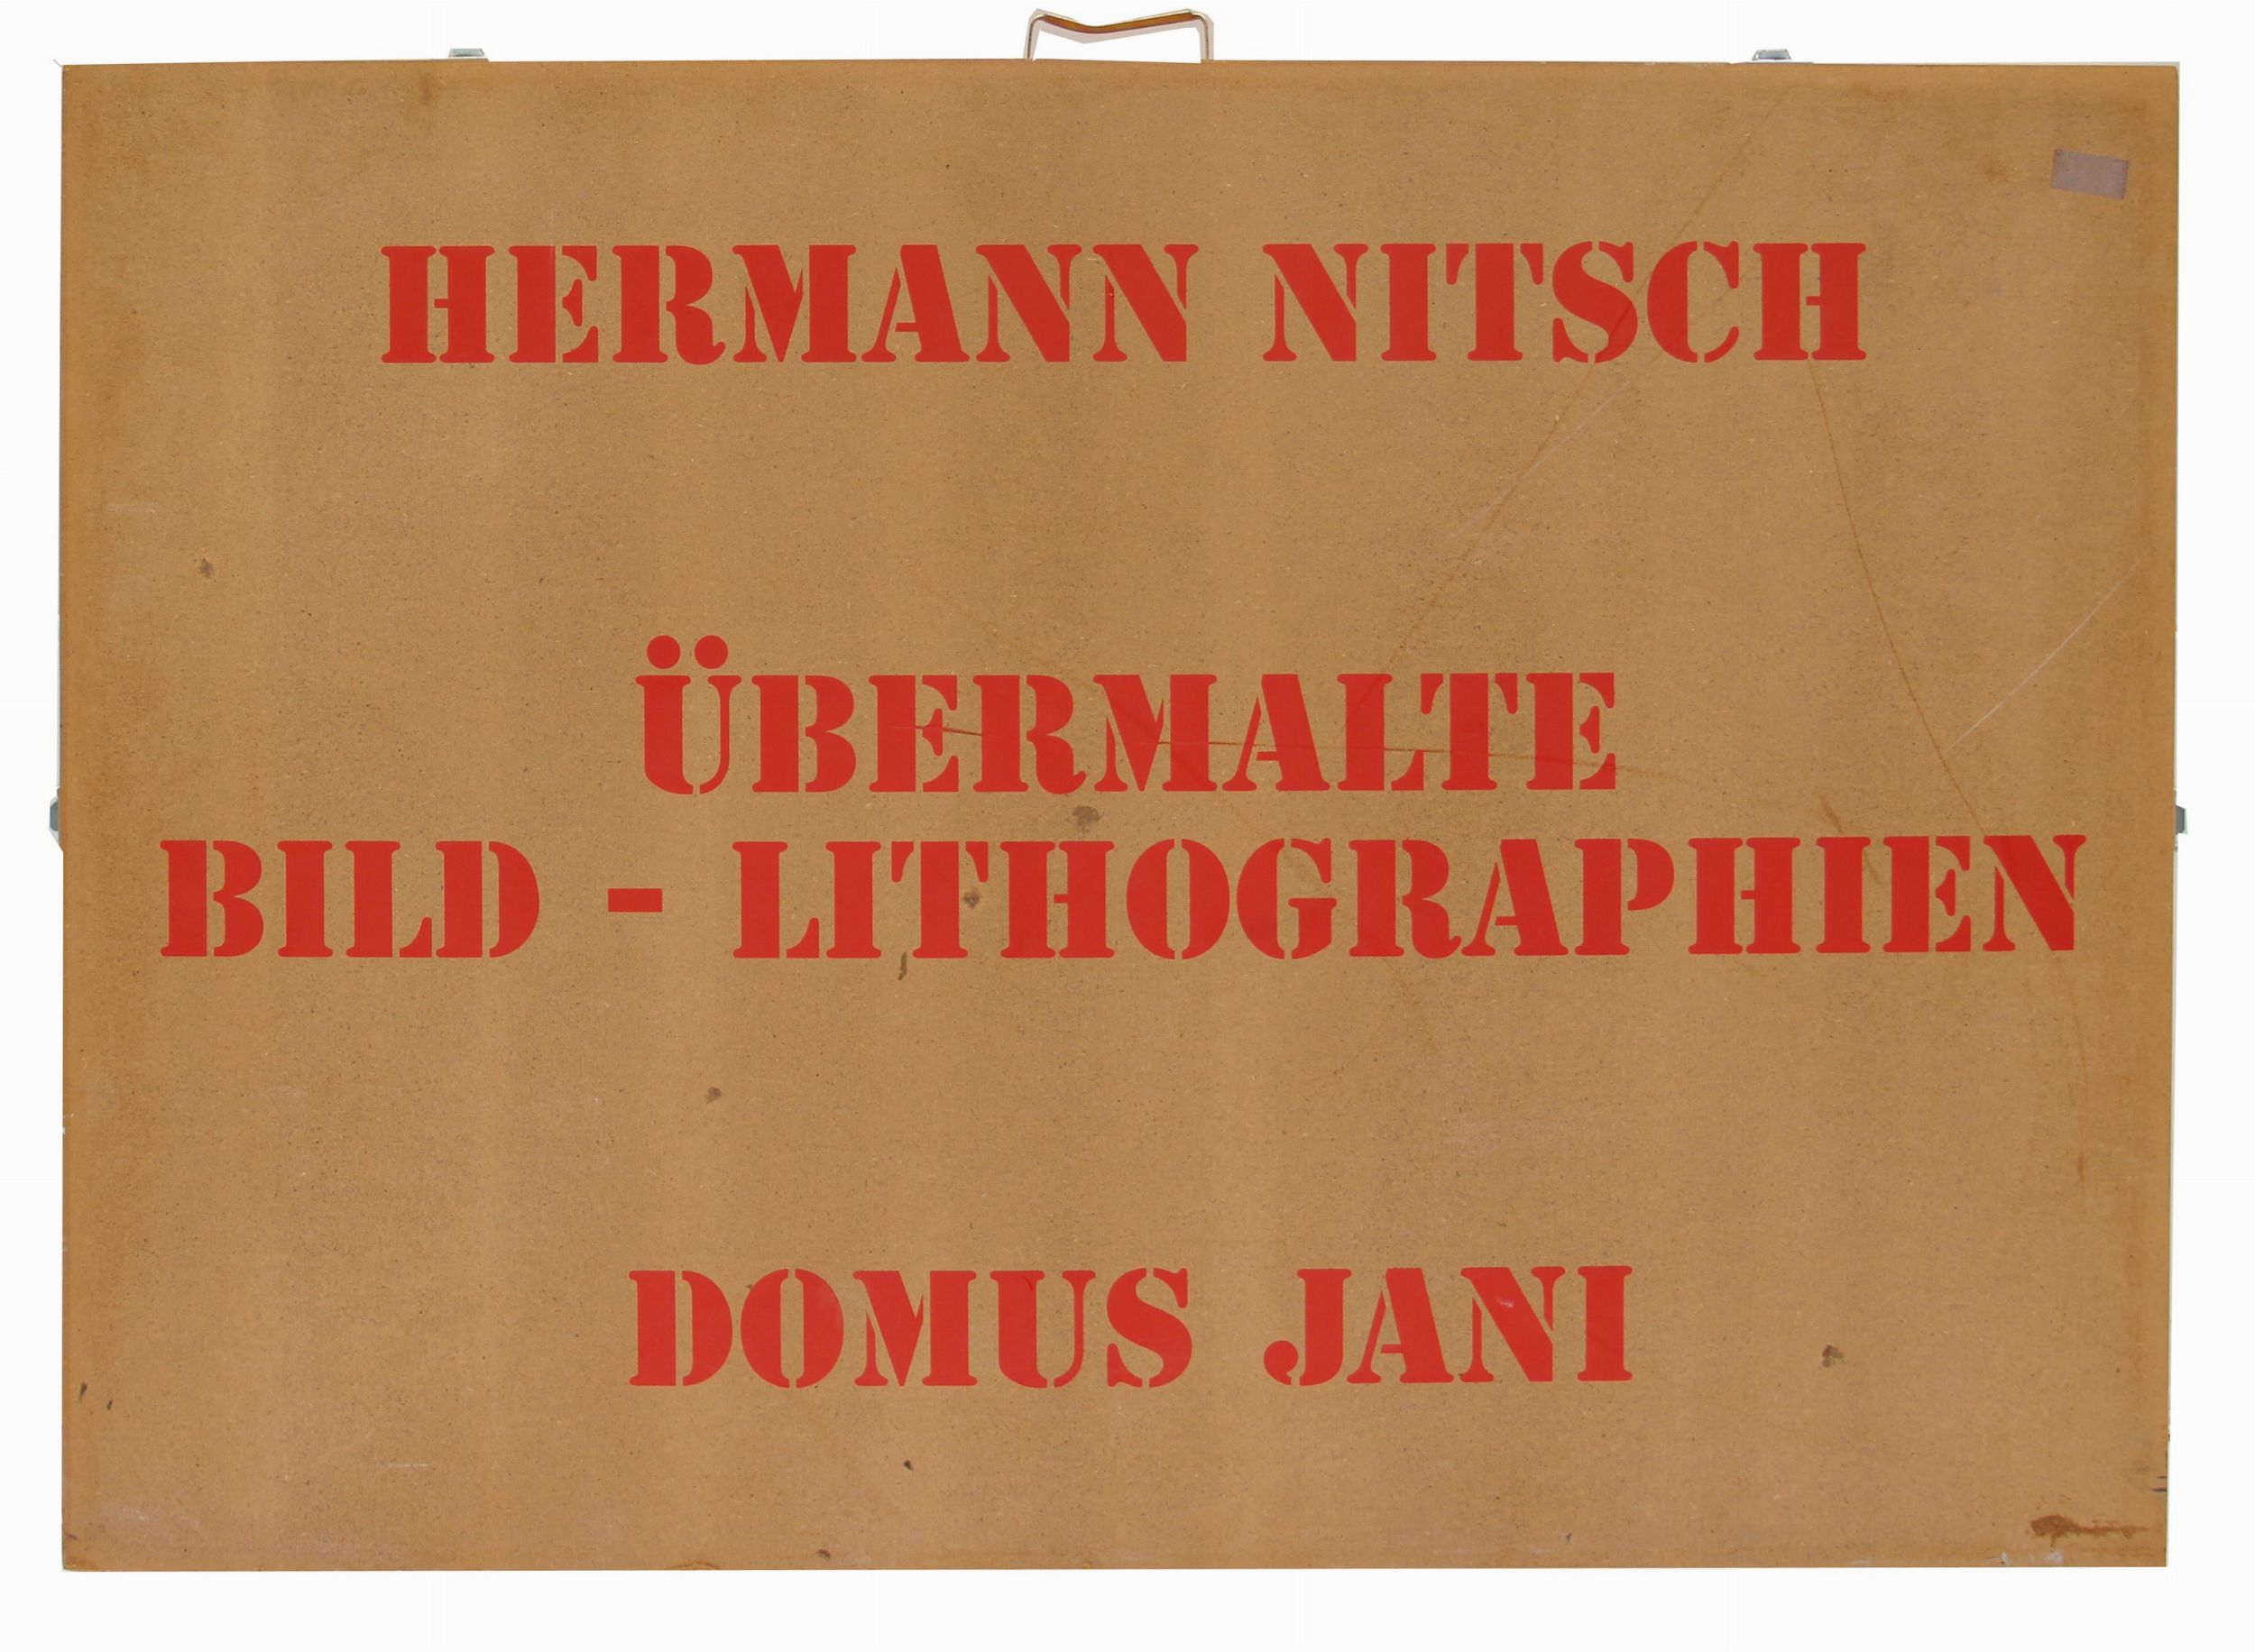 HERMANN NITSCH
ÜBERMALTE
BILD - LITHOGRAPHIEN
DOMUS JANI